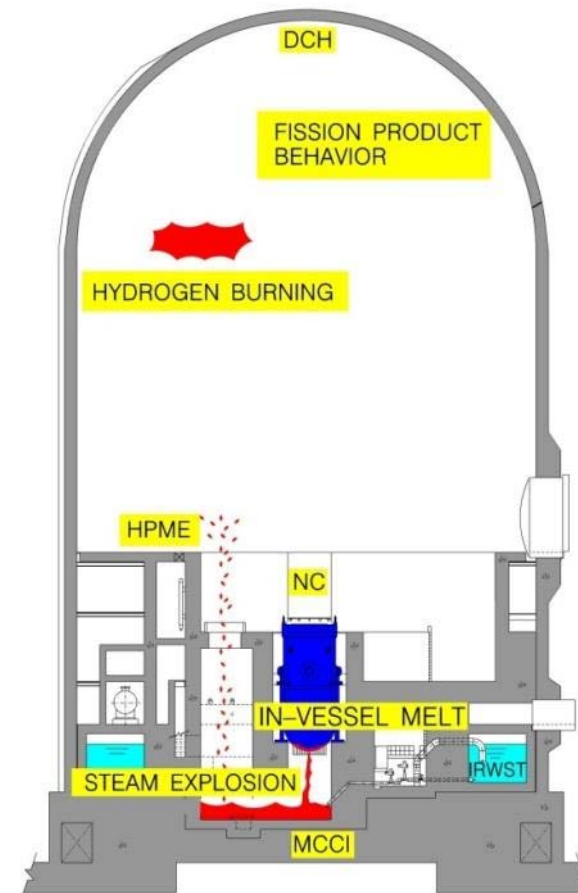 DCH
FISSION PRODUCT
BEHAVIOR
HYDROGEN BURNING
HPME
NC
IN-VESSEL MELT
STEAM EXPLOSION
IRWST
MCCI